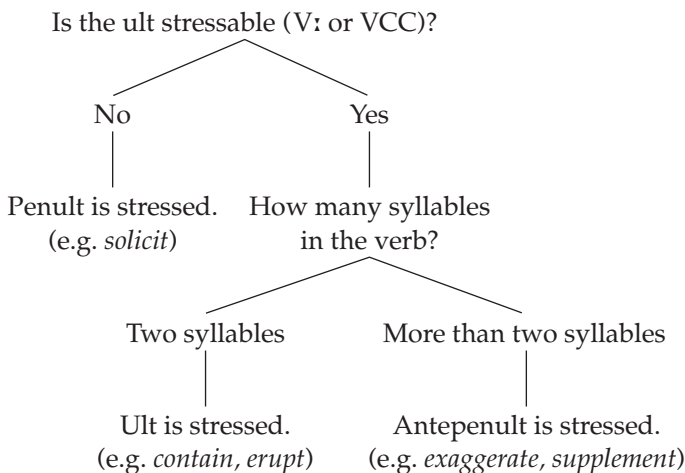 Is the ult stressable (Vː or VCC)?
No
Yes
Penult is stressed.
(e.g. solicit)
How many syllables
in the verb?
Two syllables
More than two syllables
Ult is stressed.
(e.g. contain, erupt)
Antepenult is stressed.
(e.g. exaggerate, supplement)